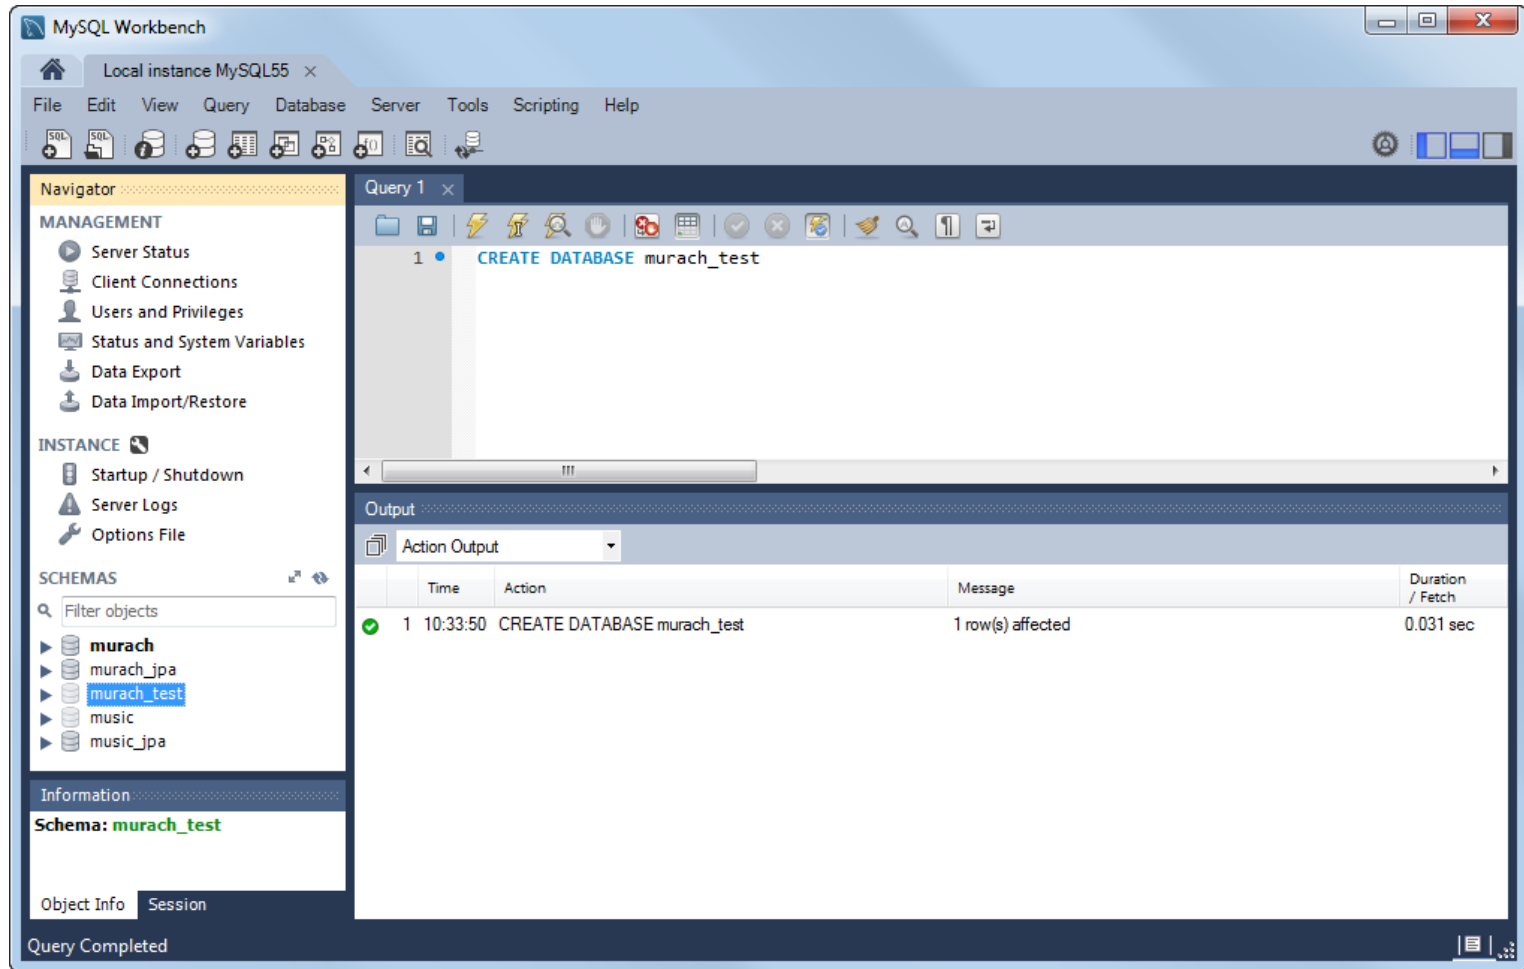 MySQL Workbench
Local instance MySQL55
File Edit View Query Database Server Tools Scripting Help
SQL SQL
Navigator
MANAGEMENT
Server Status
Client Connections
Users and Privileges
Status and System Variables
Data Export
Data Import/Restore
INSTANCE
Startup / Shutdown
Server Logs
Options File
SCHEMAS
Filter objects
murach
murach_jpa
murach_test
music
music_jpa
Information
Schema: murach_test
Object Info Session
Query 1
1 CREATE DATABASE murach_test
Output
Action Output
Time Action Message Duration / Fetch
1 10:33:50 CREATE DATABASE murach_test 1 row(s) affected 0.031 sec
Query Completed